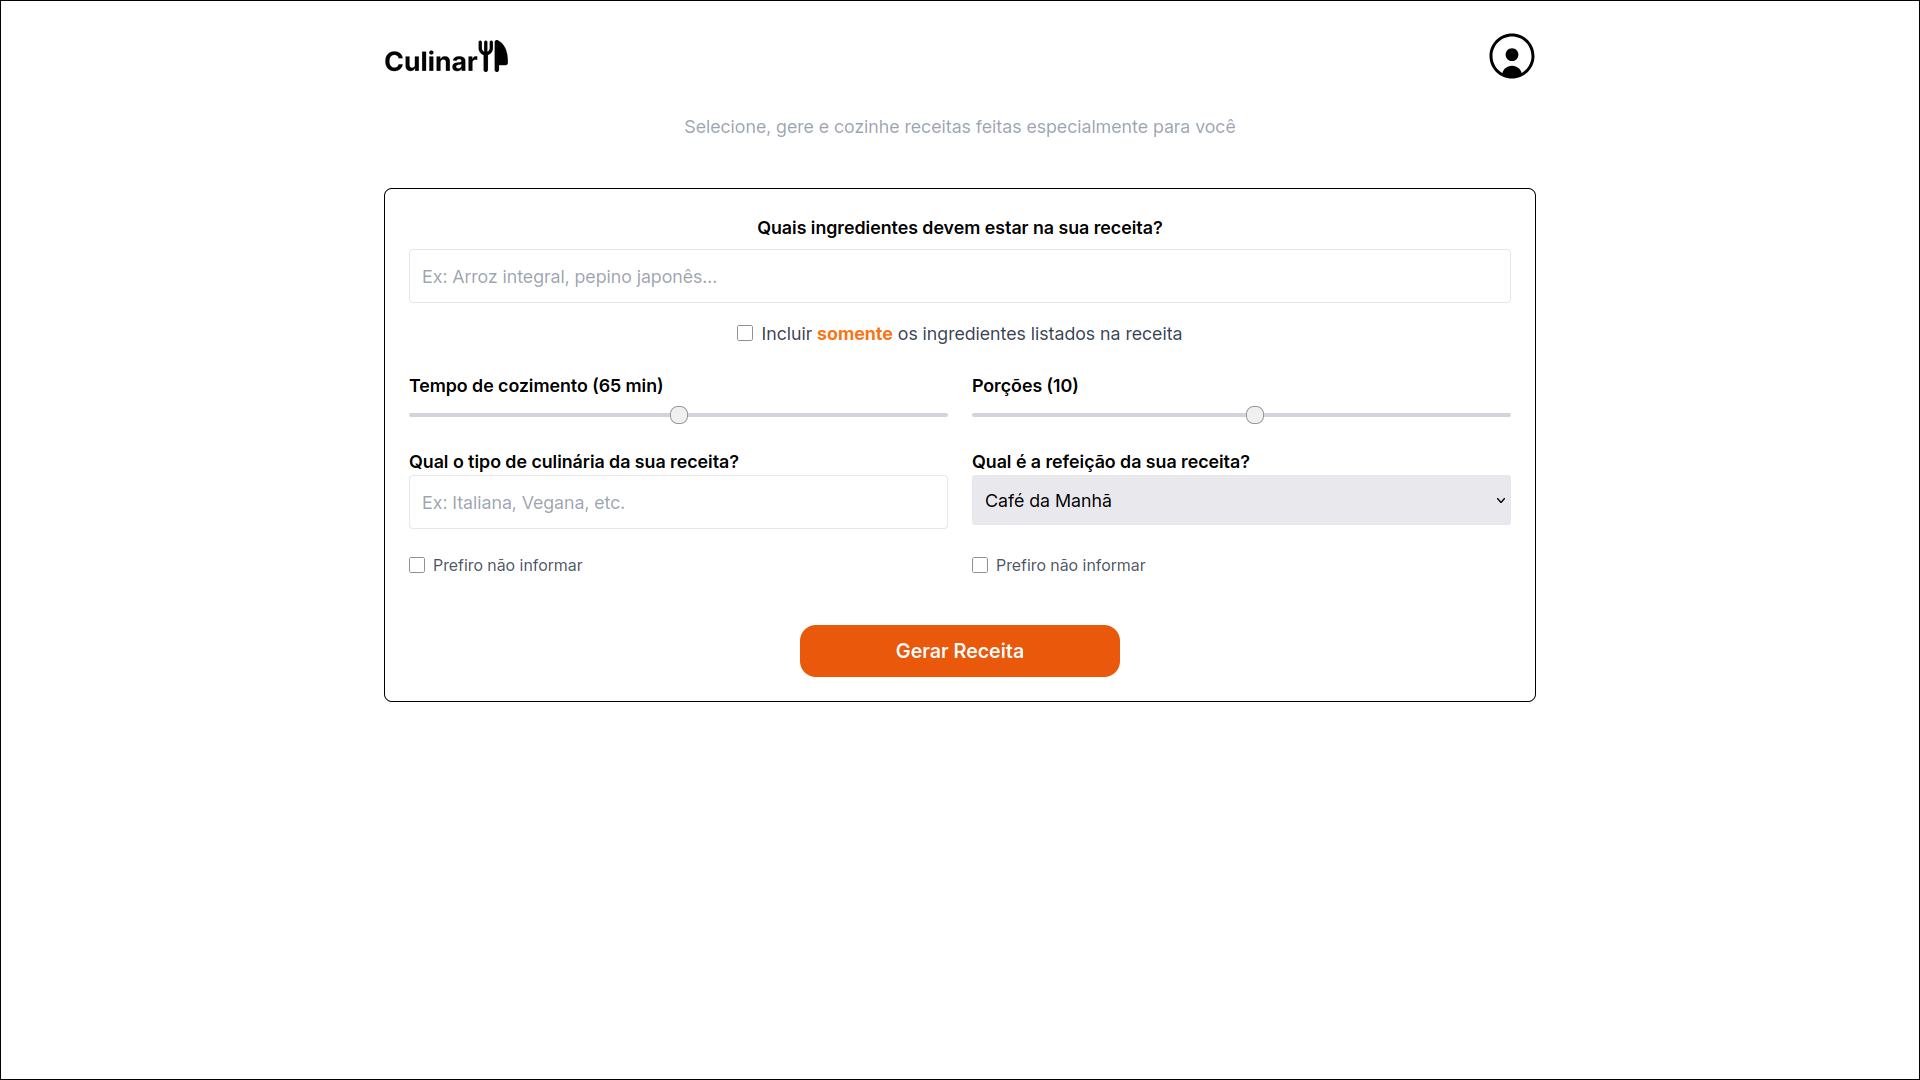 Culinar
Selecione, gere e cozinhe receitas feitas especialmente para você
Quais ingredientes devem estar na sua receita?
Ex: Arroz integral, pepino japonês...
Incluir somente os ingredientes listados na receita
Tempo de cozimento (65 min)
Porções (10)
Qual o tipo de culinária da sua receita?
Qual é a refeição da sua receita?
Ex: Italiana, Vegana, etc.
Café da Manhã
Prefiro não informar
Prefiro não informar
Gerar Receita